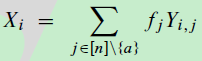 X_i = \sum_{j \in [n] \setminus \{a\}} f_j Y_{i,j}